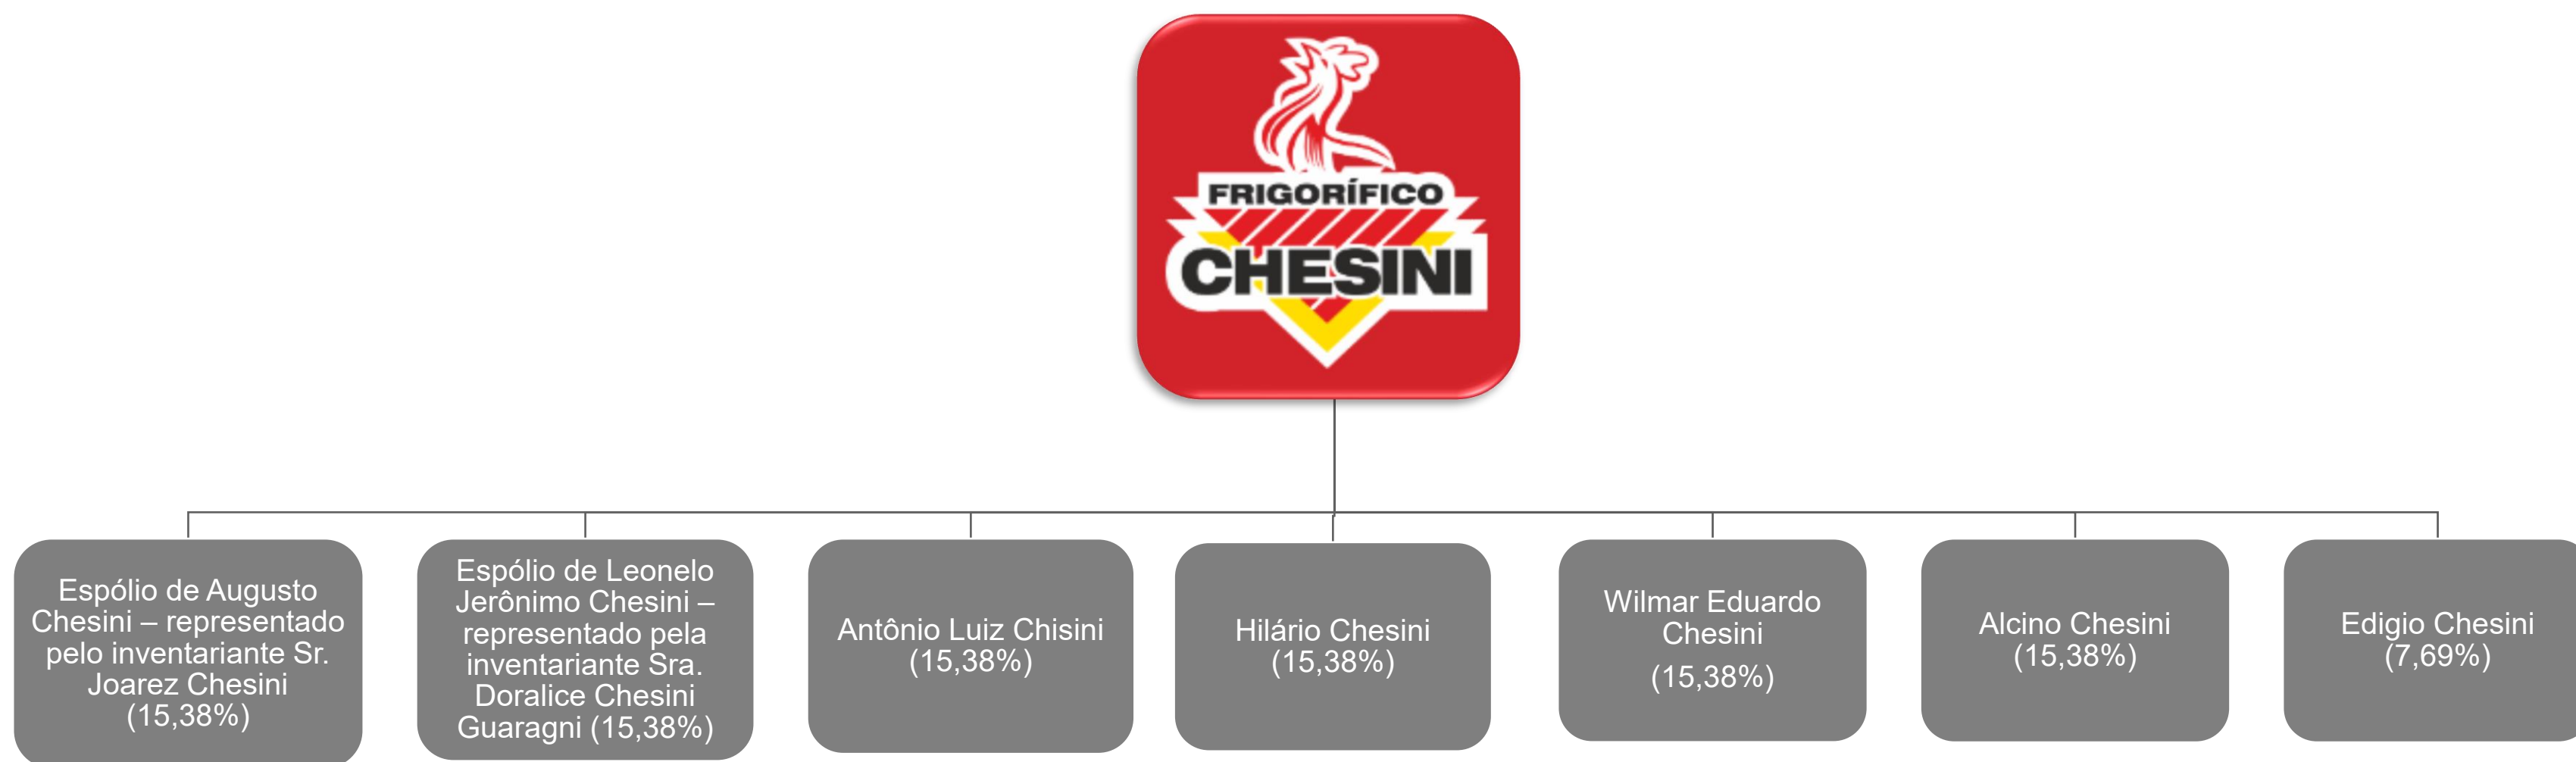 FRIGORÍFICO
CHESINI
Espólio de Augusto
Chesini – representado
pelo inventariante Sr.
Joarez Chesini
(15,38%)
Espólio de Leonelo
Jerônimo Chesini –
representado pela
inventariante Sra.
Doralice Chesini
Guaragni (15,38%)
Antônio Luiz Chisini
(15,38%)
Hilário Chesini
(15,38%)
Wilmar Eduardo
Chesini
(15,38%)
Alcino Chesini
(15,38%)
Edigio Chesini
(7,69%)